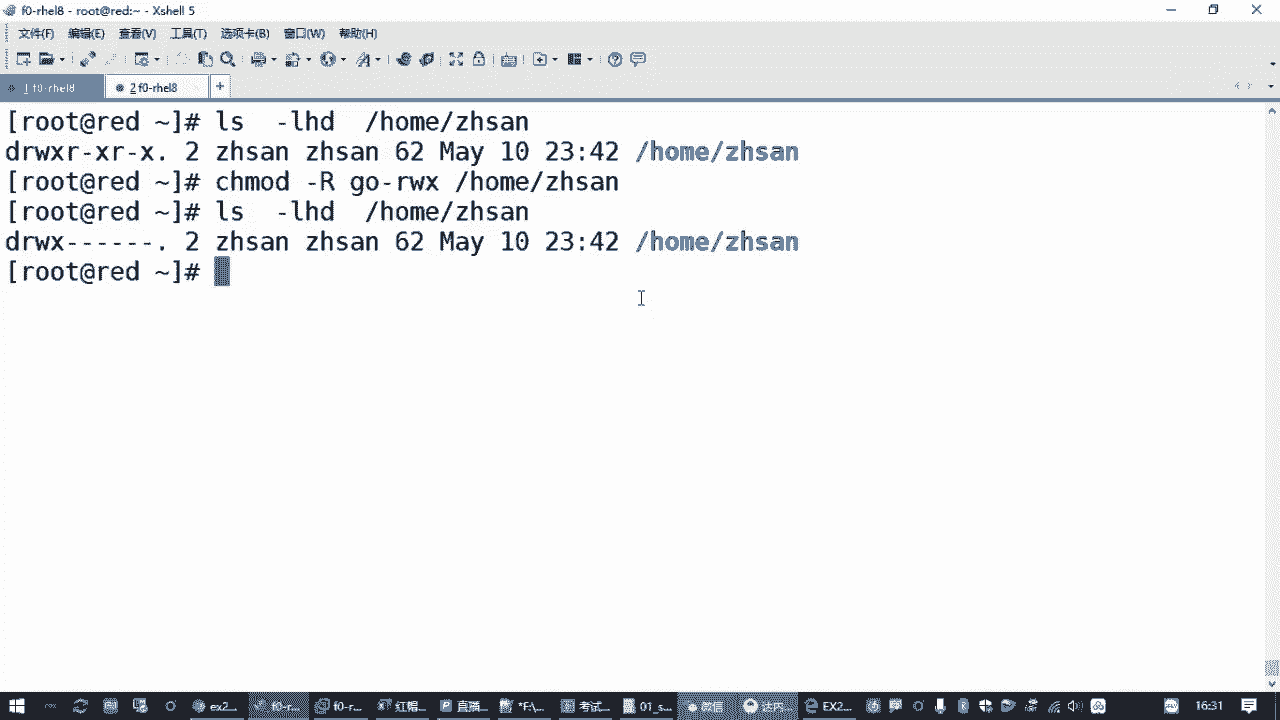 f0-rhel8 - root@red:~ - Xshell 5
文件(F) 编辑(E) 查看(V) 工具(T) 选项卡(B) 窗口(W) 帮助(H)
1 f0-rhel8 2 f0-rhel8 +
[root@red ~]# ls  -lhd  /home/zhsan
drwxr-xr-x. 2 zhsan zhsan 62 May 10 23:42 /home/zhsan
[root@red ~]# chmod -R go-rwx /home/zhsan
[root@red ~]# ls  -lhd  /home/zhsan
drwx------. 2 zhsan zhsan 62 May 10 23:42 /home/zhsan
[root@red ~]#
ex2... f0-r... f0-r... 红帽... 直播... *F:\... 考试... 01_s... 微信 达内... EX2... 16:31